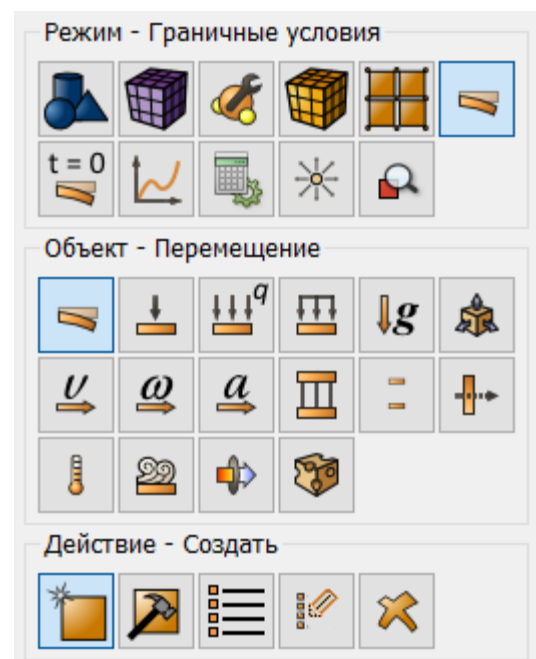 Режим - Граничные условия
t = 0
Объект - Перемещение
q
g
υ ω a
Действие - Создать